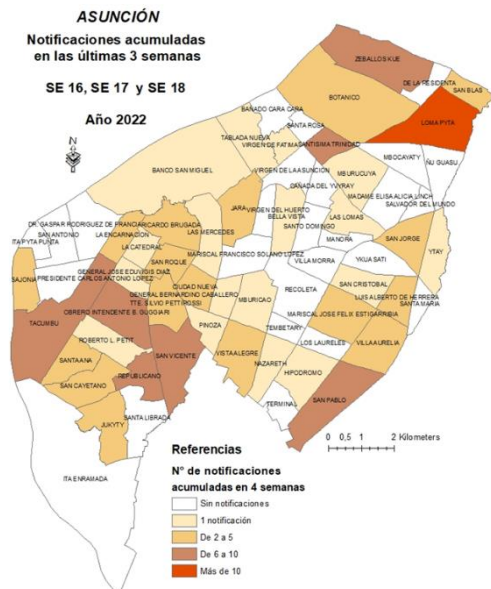 ASUNCIÓN
Notificaciones acumuladas
en las últimas 3 semanas
SE 16, SE 17 y SE 18
Año 2022
ZEBALLOS KUE
DE LA RESIDENTA
SAN BLAS
BOTANICO
LOMA PYTA
BAÑADO CARA CARA
SANTA ROSA
TABLADA NUEVA
VIRGEN DE FATIMA
SANTISIMA TRINIDAD
MBOCAYATY
ÑU GUASU
BANCO SAN MIGUEL
VIRGEN DE LA ASUNCION
CAÑADA DEL YVYRAY
MBURUCUYA
MADAME ELISA ALICIA LINCH
SALVADOR DEL MUNDO
JARA
VIRGEN DEL HUERTO
BELLA VISTA
LAS LOMAS
DR. GASPAR RODRIGUEZ DE FRANCIA
RICARDO BRUGADA
LAS MERCEDES
SANTO DOMINGO
SAN ANTONIO
LA ENCARNACION
MANORA
SAN JORGE
ITA PYTA PUNTA
LA CATEDRAL
SAN ROQUE
MARISCAL FRANCISCO SOLANO LOPEZ
VILLA MORRA
YKUA SATI
YTAY
GENERAL JOSE EDUVIGIS DIAZ
SAJONIA
PRESIDENTE CARLOS ANTONIO LOPEZ
CIUDAD NUEVA
RECOLETA
SAN CRISTOBAL
GENERAL BERNARDINO CABALLERO
LUIS ALBERTO DE HERRERA
SANTA MARIA
TTE. SILVIO PETTIROSSI
MBURICAO
TACUMBU
OBRERO INTENDENTE B. GUGGIARI
MARISCAL JOSE FELIX ESTIGARRIBIA
PINOZA
TEMBETARY
ROBERTO L. PETIT
LOS LAURELES
VILLA AURELIA
SANTA ANA
SAN VICENTE
VISTA ALEGRE
NAZARETH
HIPODROMO
REPUBLICANO
SAN CAYETANO
TERMINAL
SAN PABLO
JUKYTY
SANTA LIBRADA
ITA ENRAMADA
0 0,5 1 2 Kilometers
Referencias
N° de notificaciones
acumuladas en 4 semanas
Sin notificaciones
1 notificación
De 2 a 5
De 6 a 10
Más de 10